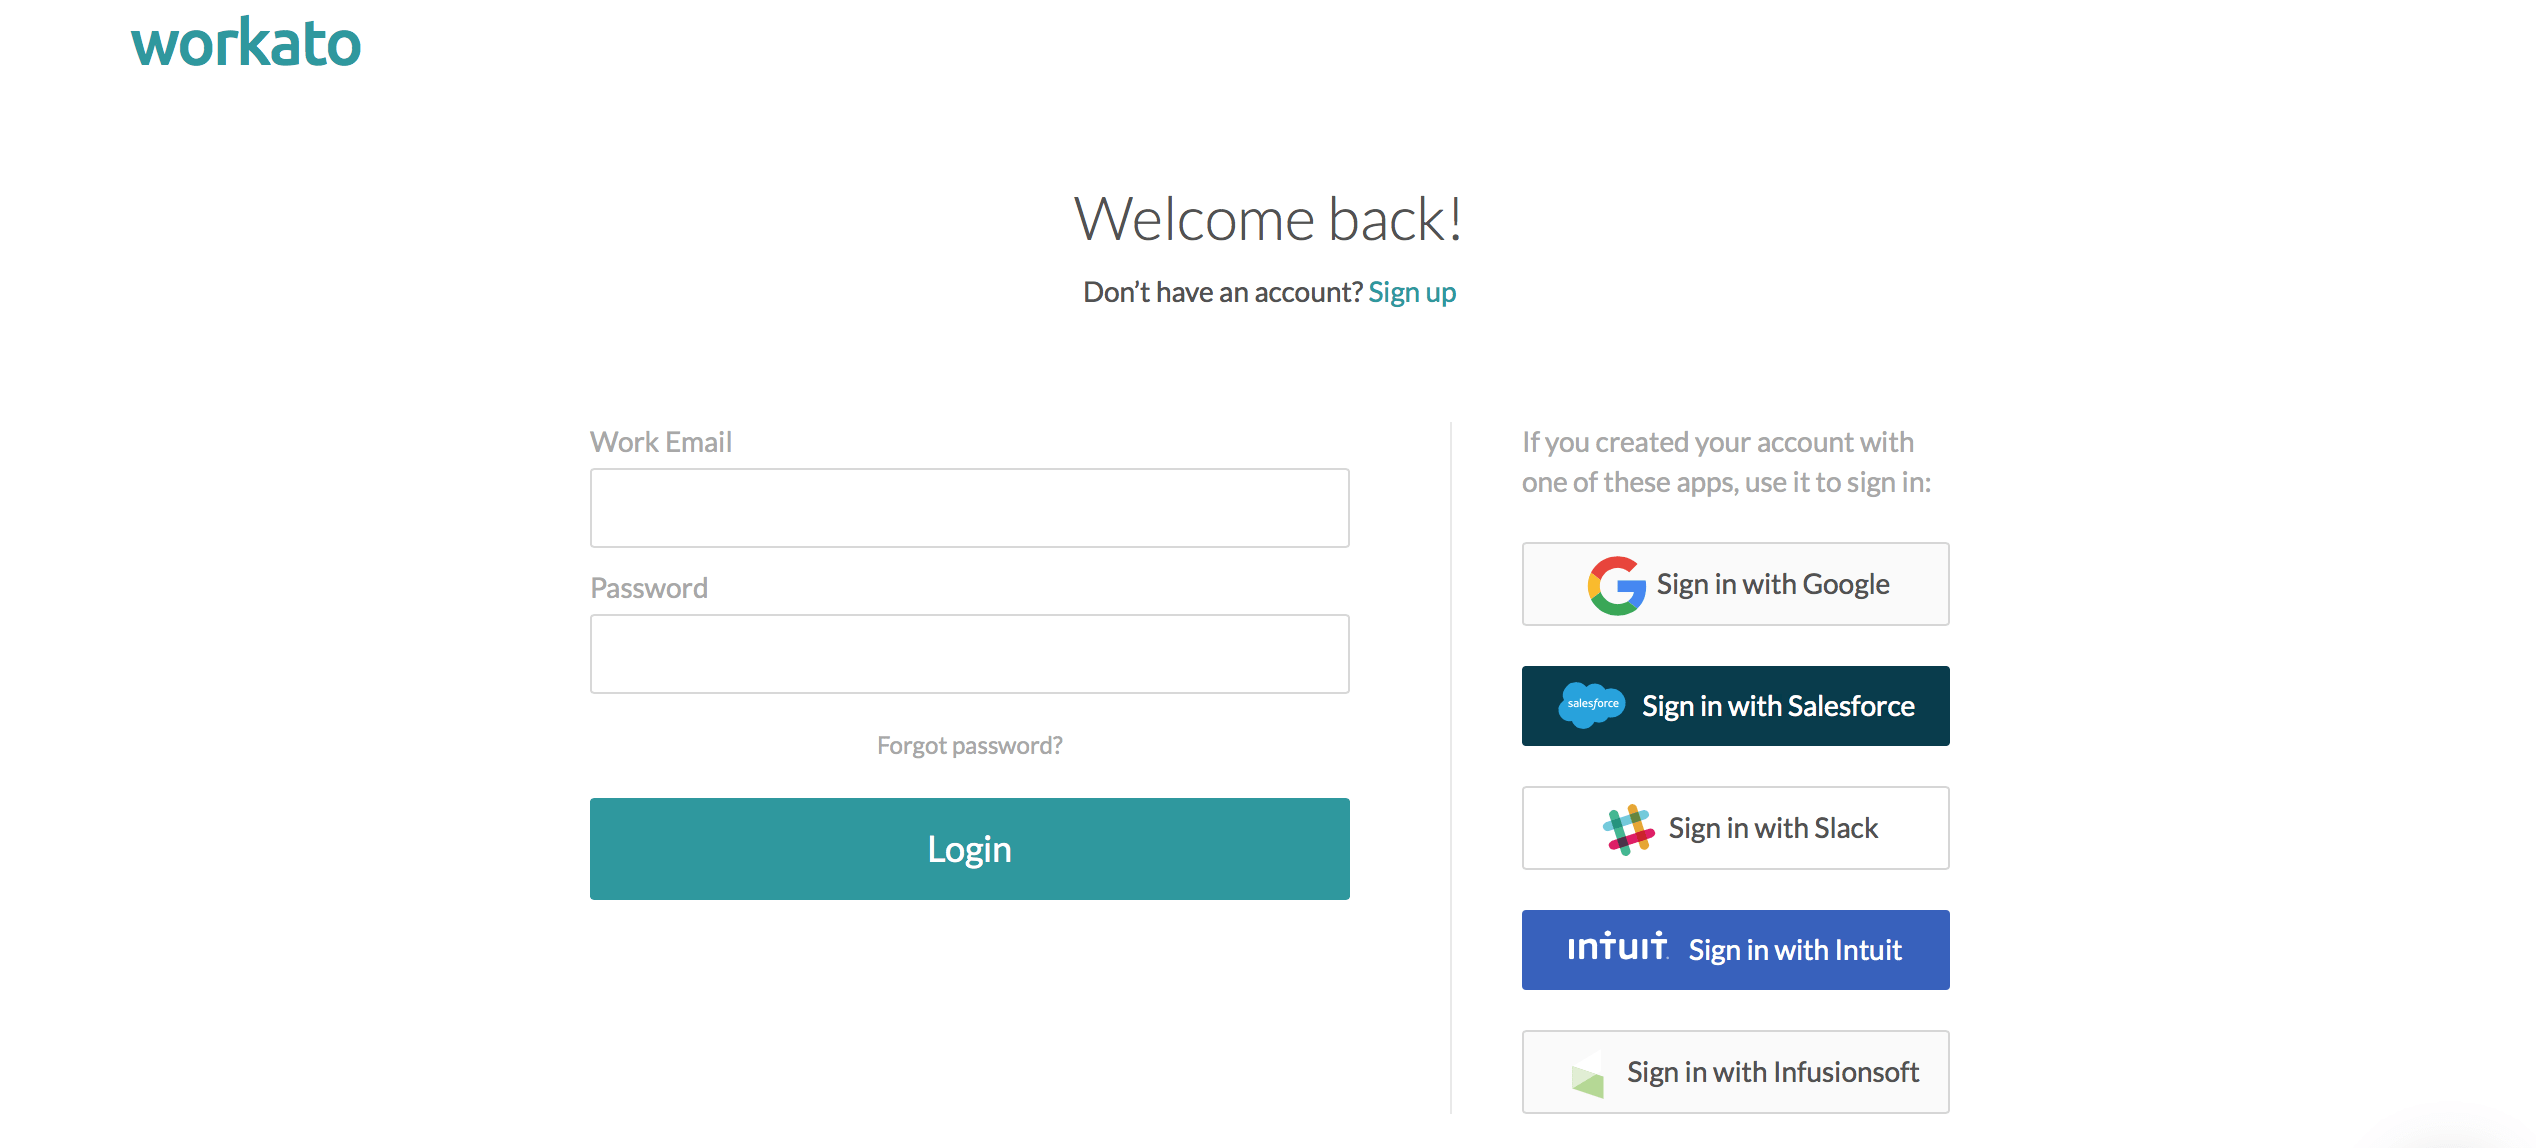 workato
Welcome back!
Don’t have an account? Sign up
Work Email
Password
Forgot password?
Login
If you created your account with
one of these apps, use it to sign in:
Sign in with Google
salesforce Sign in with Salesforce
Sign in with Slack
intuit. Sign in with Intuit
Sign in with Infusionsoft